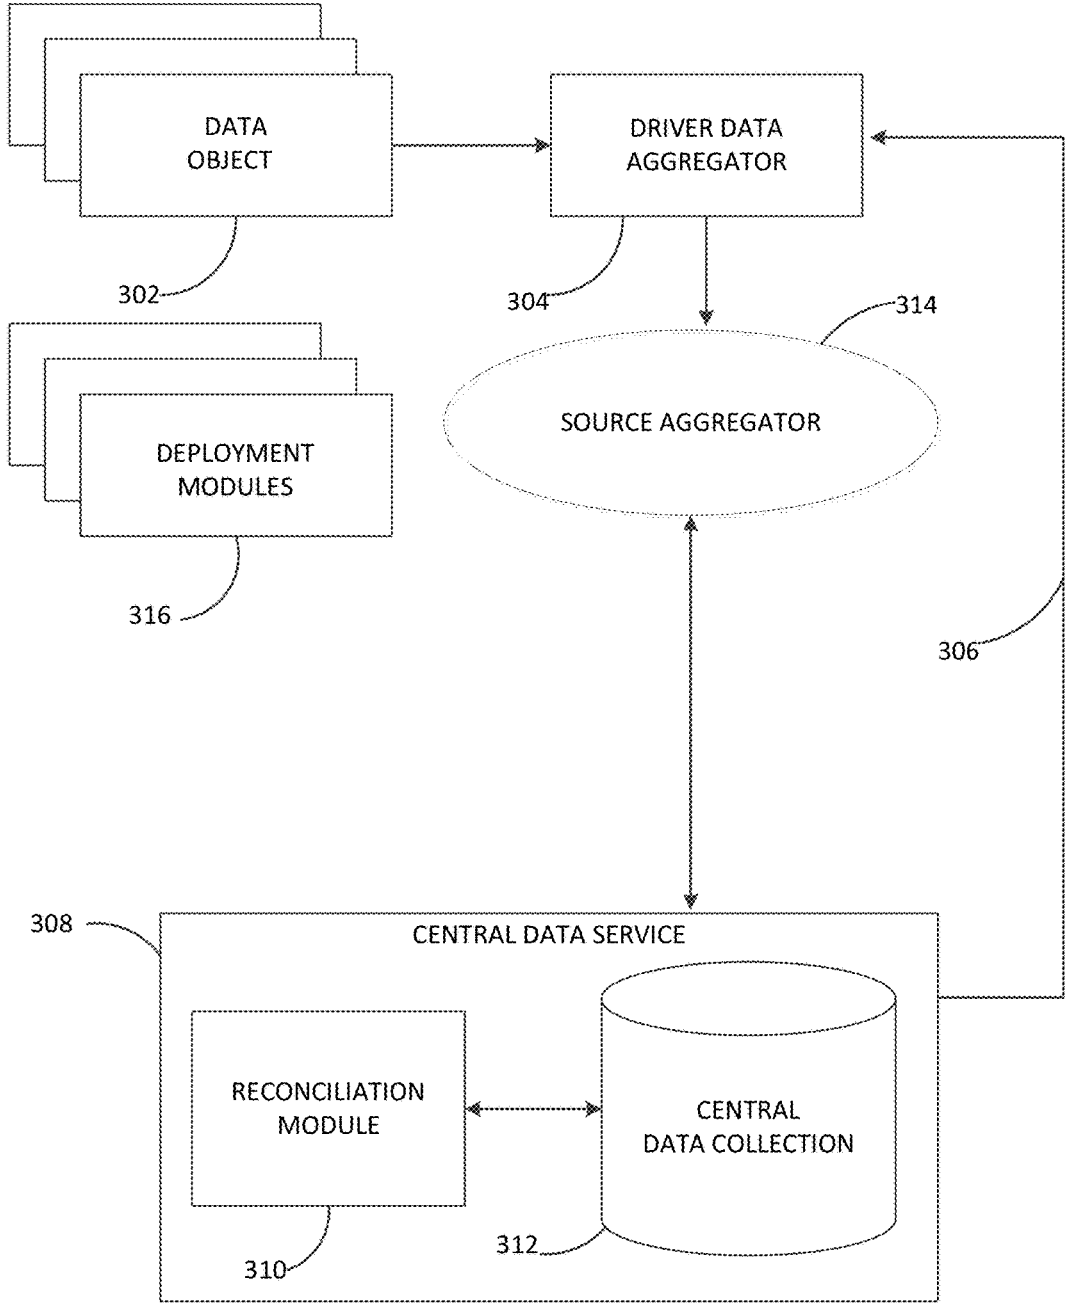 DATA
OBJECT
DRIVER DATA
AGGREGATOR
302
304
314
SOURCE AGGREGATOR
DEPLOYMENT
MODULES
316
306
308
CENTRAL DATA SERVICE
RECONCILIATION
MODULE
CENTRAL
DATA COLLECTION
310
312